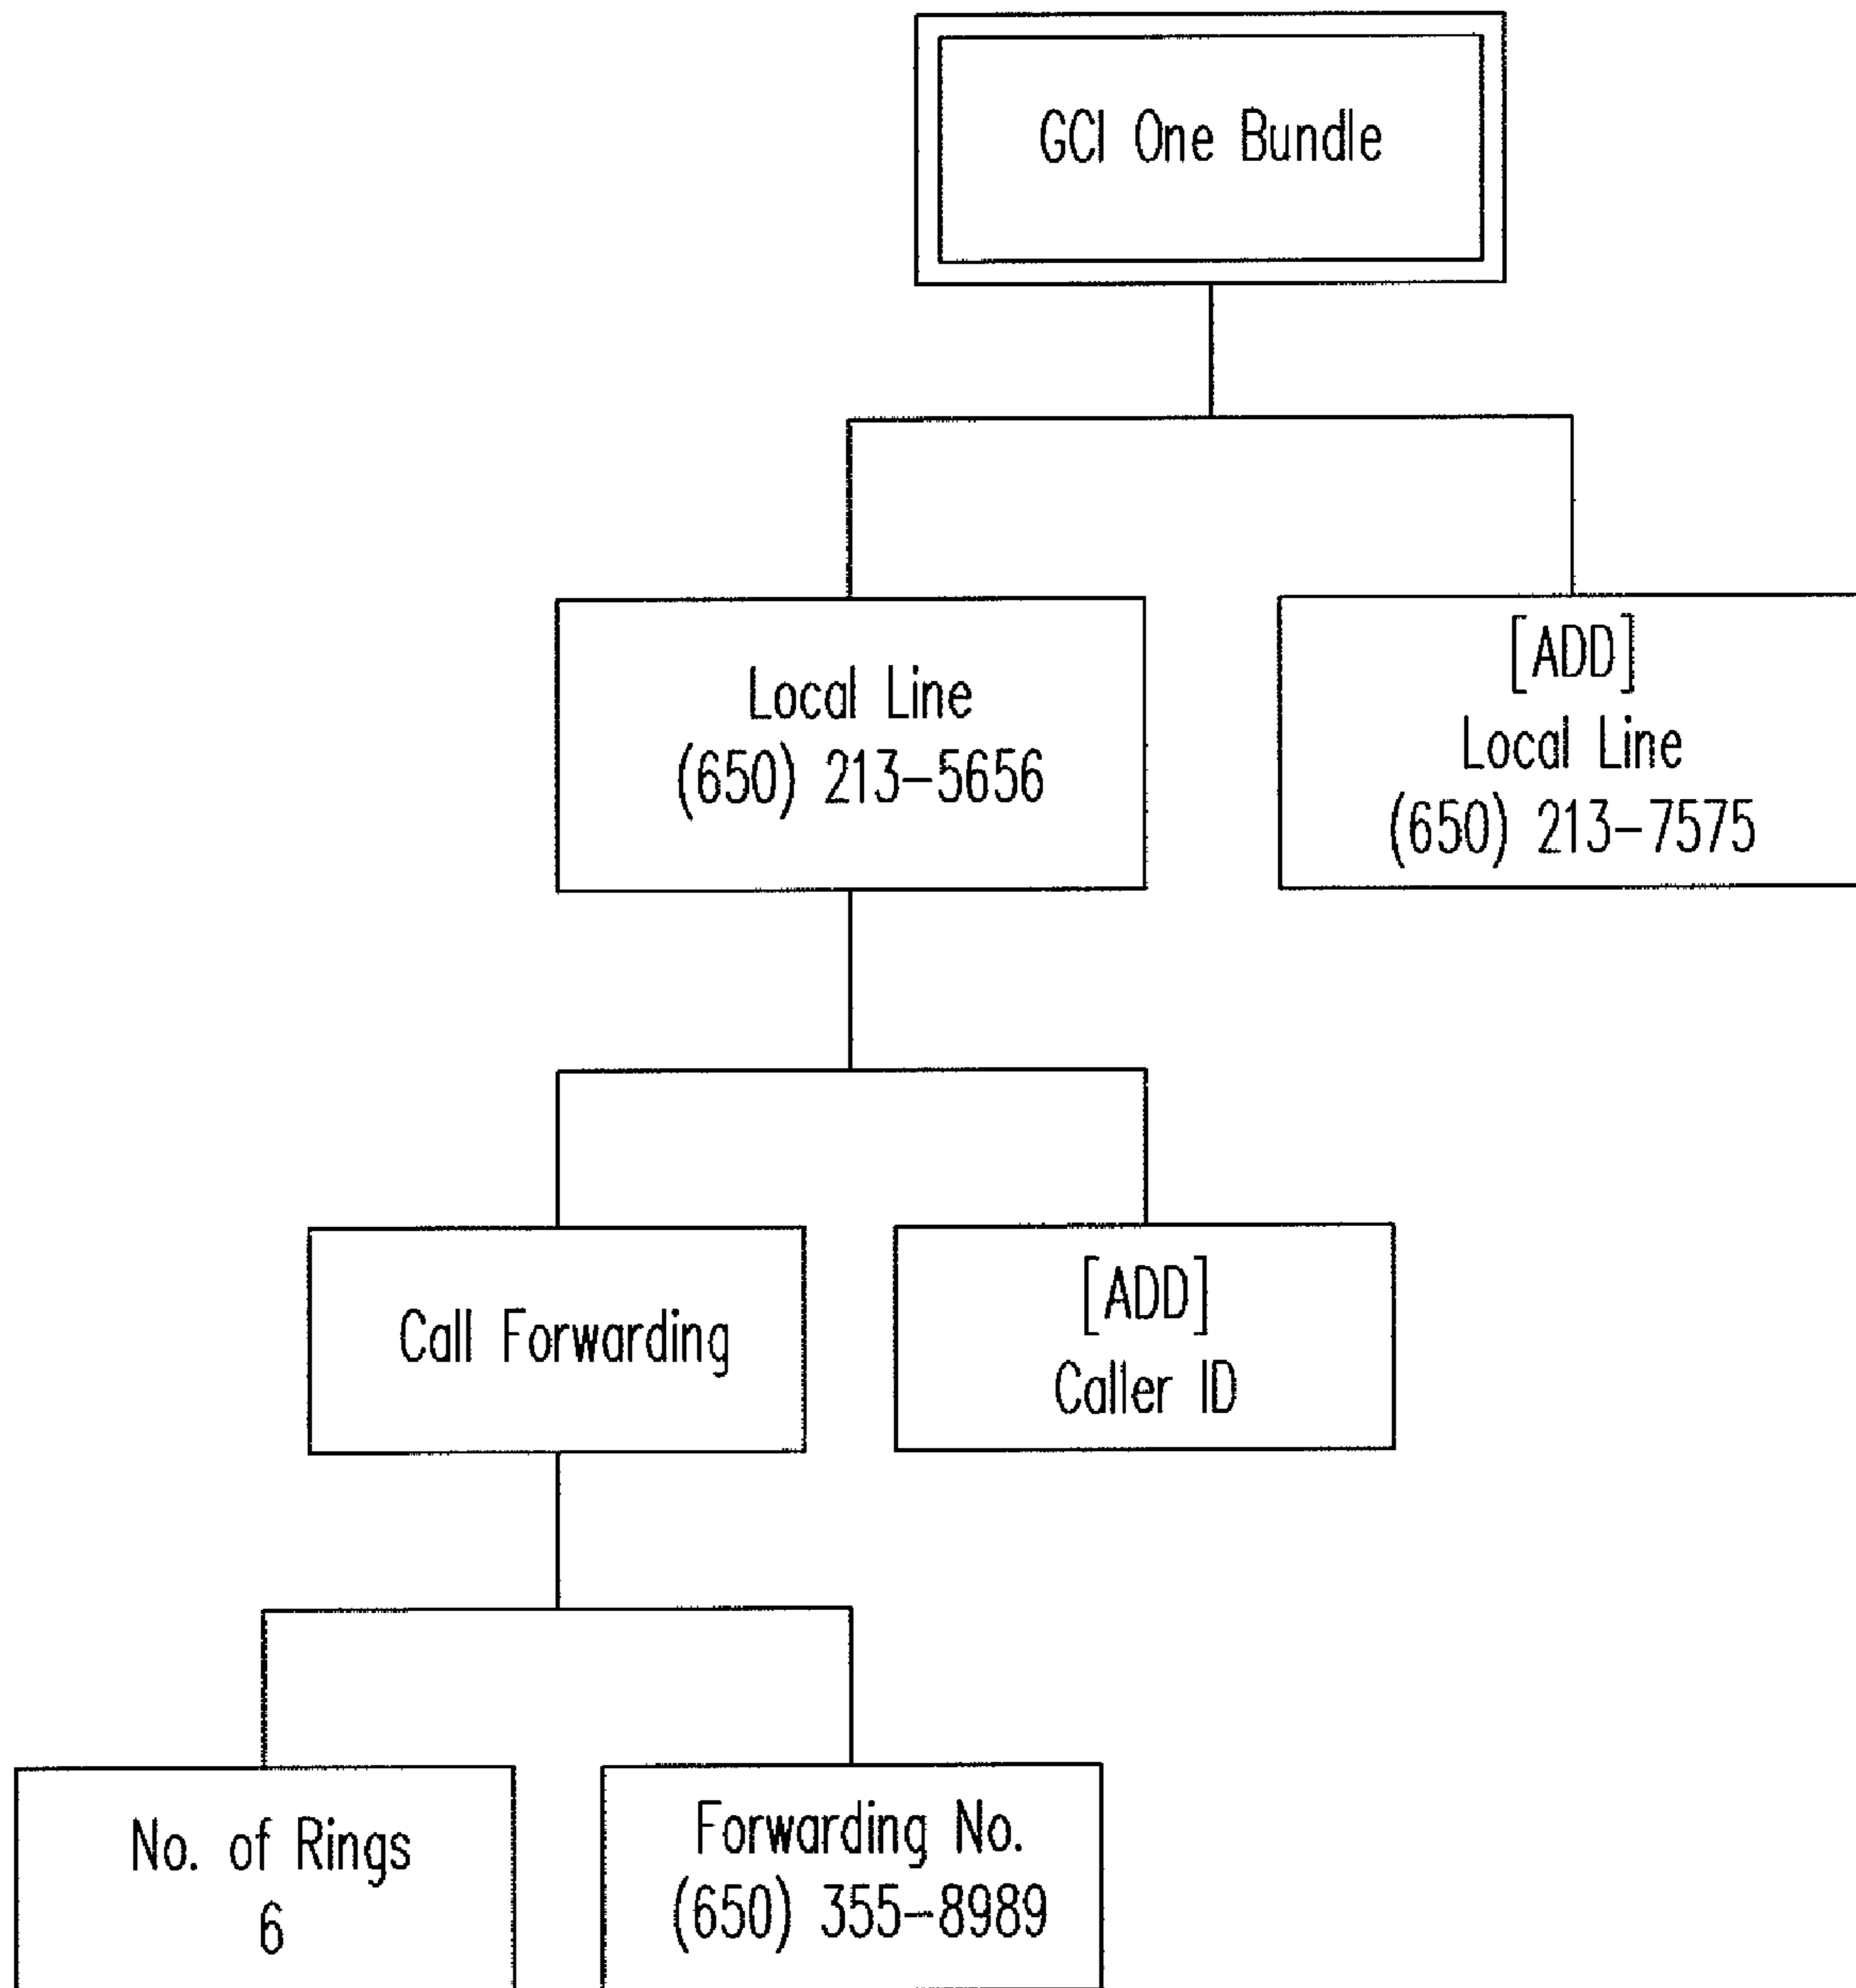 GCI One Bundle
Local Line
(650) 213-5656
[ADD]
Local Line
(650) 213-7575
Call Forwarding
[ADD]
Caller ID
No. of Rings
6
Forwarding No.
(650) 355-8989